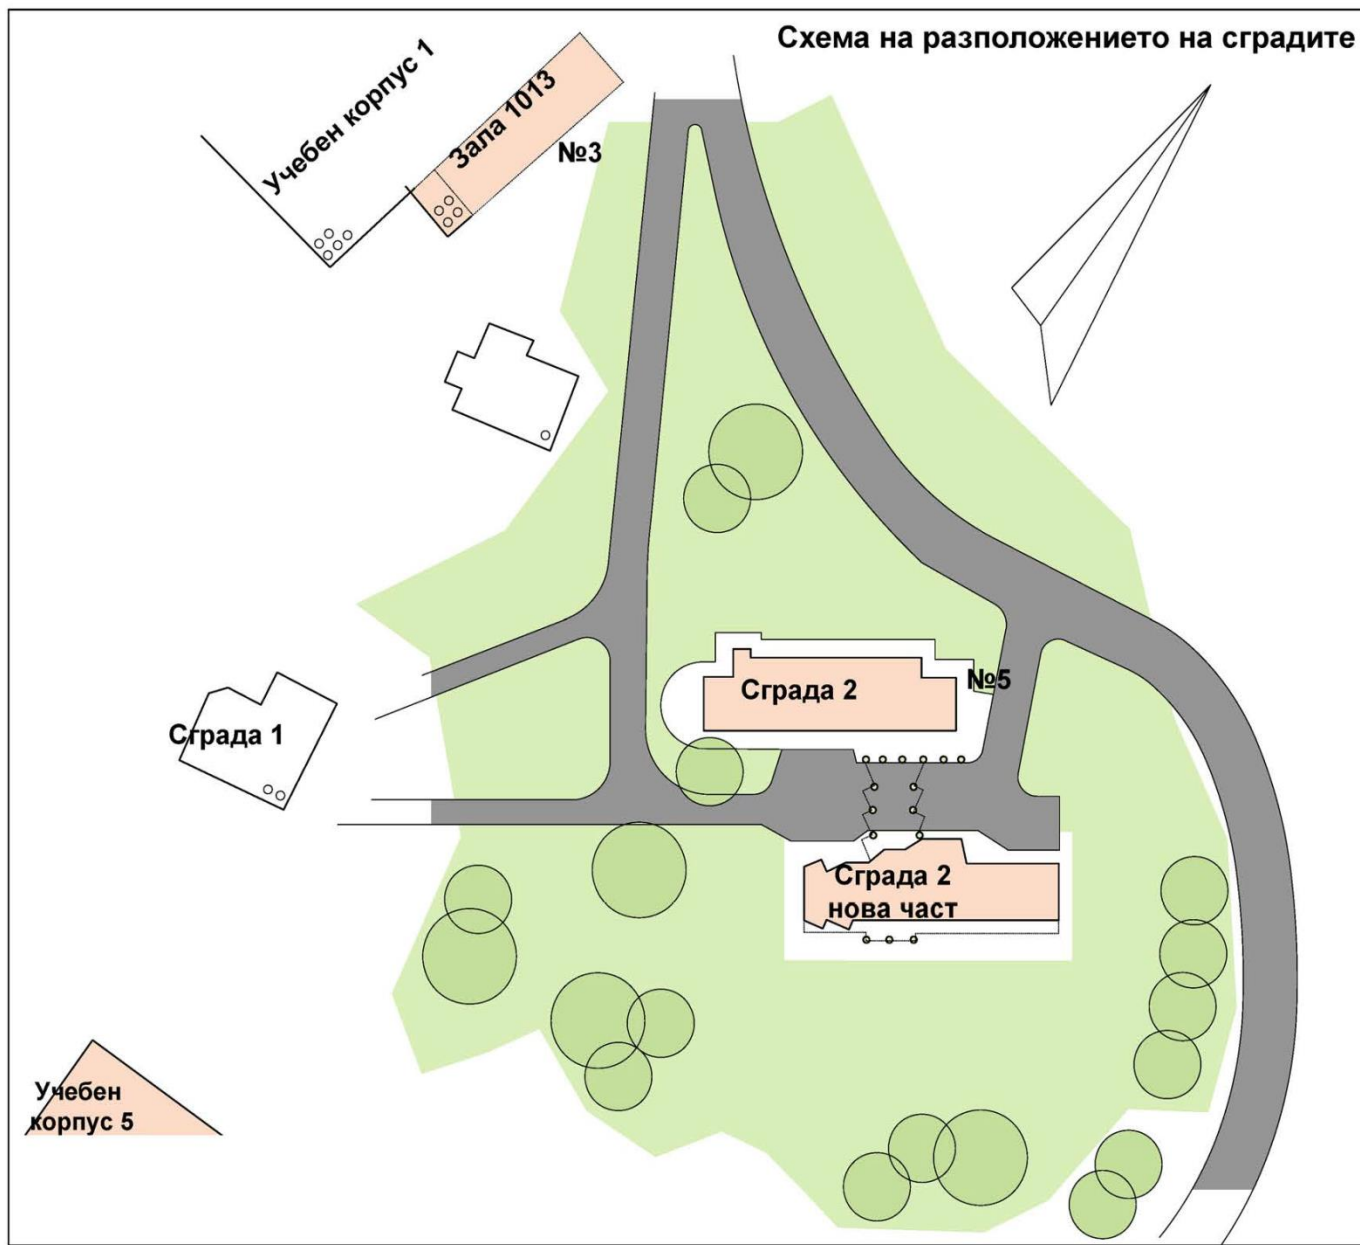 Схема на разположението на сградите
Учебен корпус 1
Зала 1013
№3
Сграда 2
№5
Сграда 1
Сграда 2
нова част
Учебен
корпус 5